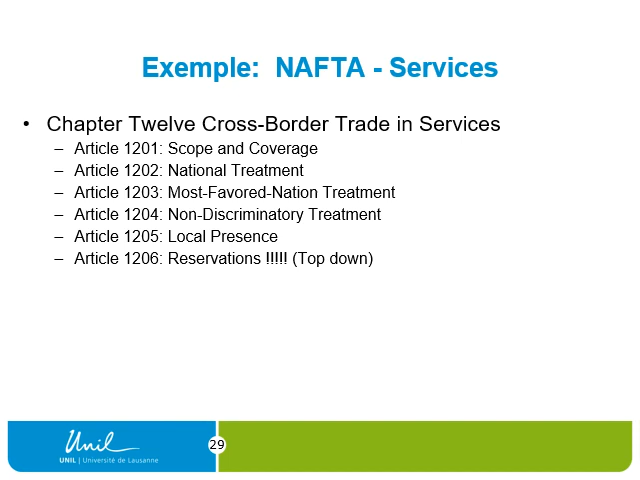 Exemple: NAFTA - Services
• Chapter Twelve Cross-Border Trade in Services
– Article 1201: Scope and Coverage
– Article 1202: National Treatment
– Article 1203: Most-Favored-Nation Treatment
– Article 1204: Non-Discriminatory Treatment
– Article 1205: Local Presence
– Article 1206: Reservations !!!!! (Top down)
Unil
UNIL | Université de Lausanne
29